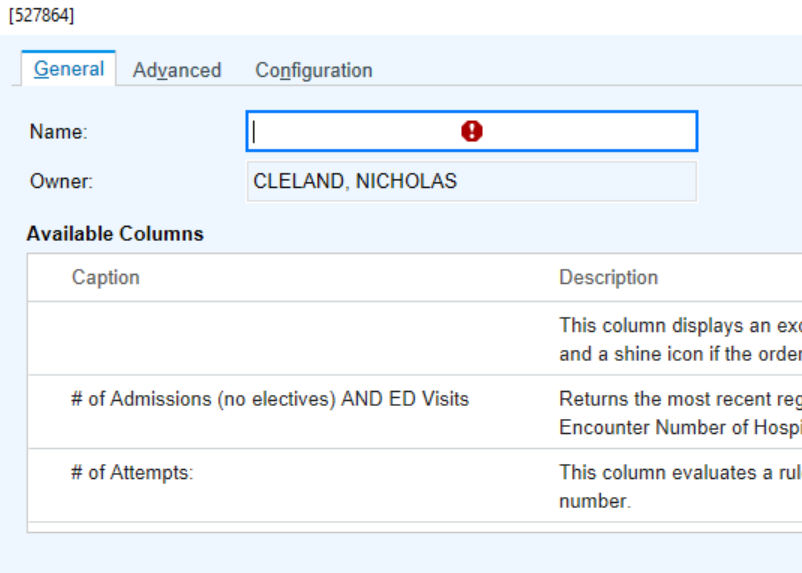 [527864]
General Advanced Configuration
Name:
Owner: CLELAND, NICHOLAS
Available Columns
Caption Description
This column displays an exc
and a shine icon if the order
# of Admissions (no electives) AND ED Visits Returns the most recent reg
Encounter Number of Hospi
# of Attempts: This column evaluates a rul
number.